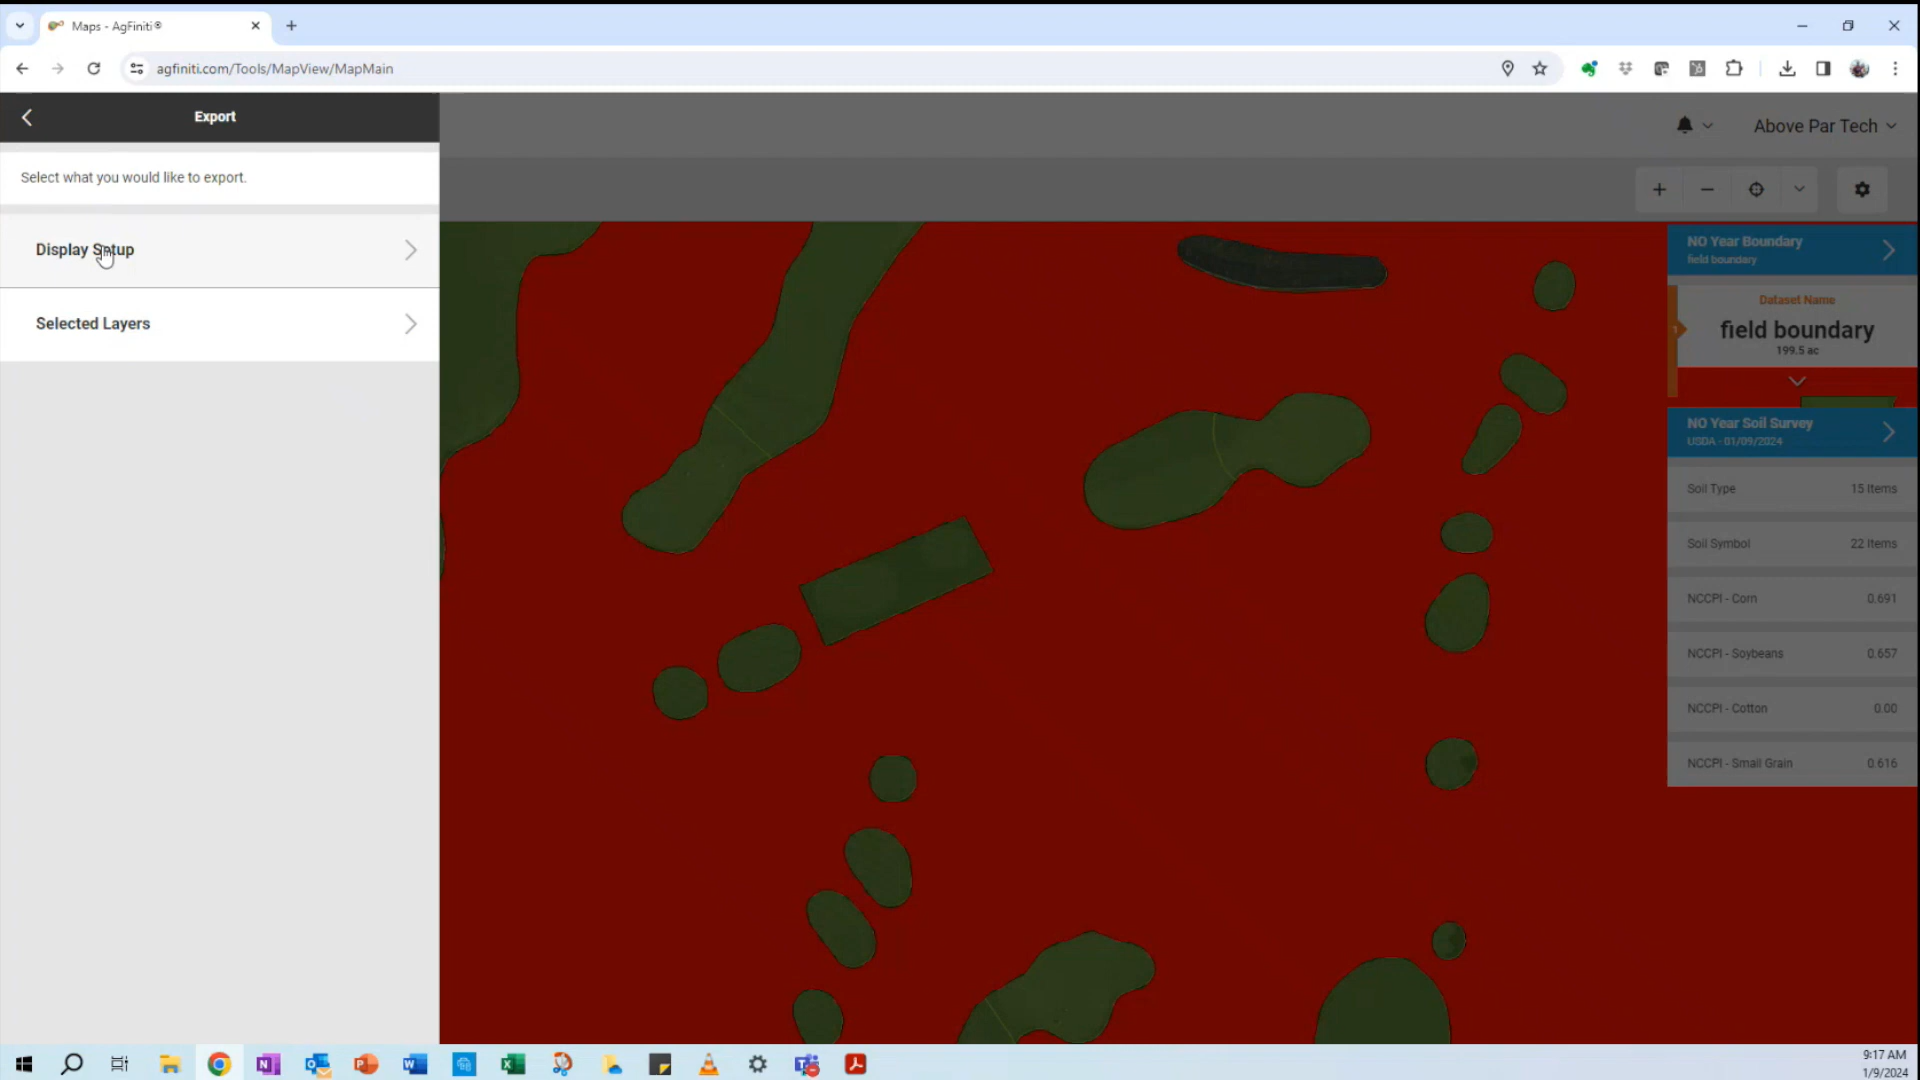 Maps - AgFiniti®
agfiniti.com/Tools/MapView/MapMain
Export
Above Par Tech
Select what you would like to export.
Display Setup
Selected Layers
NO Year Boundary
field boundary
Dataset Name
1
field boundary
199.5 ac
NO Year Soil Survey
USDA - 01/09/2024
Soil Type 15 Items
Soil Symbol 22 Items
NCCPI - Corn 0.691
NCCPI - Soybeans 0.657
NCCPI - Cotton 0.00
NCCPI - Small Grain 0.616
9:17 AM
1/9/2024